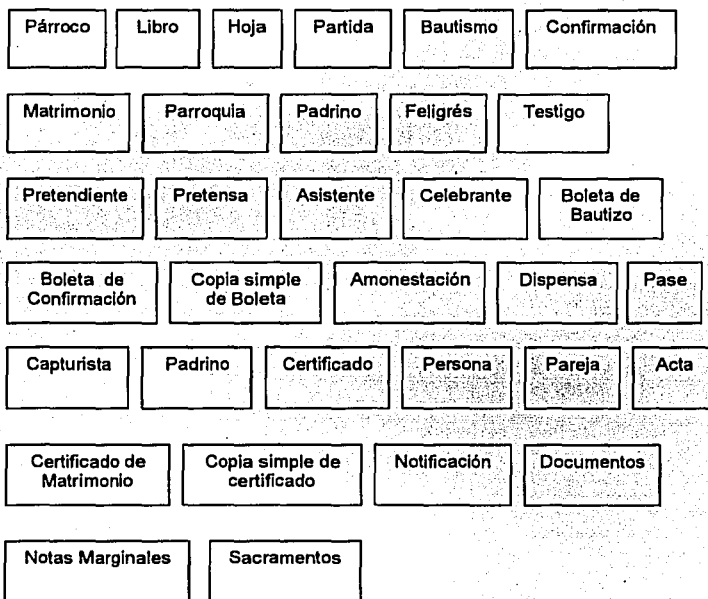 Párroco Libro Hoja Partida Bautismo Confirmación
Matrimonio Parroquia Padrino Feligrés Testigo
Pretendiente Pretensa Asistente Celebrante Boleta de Bautizo
Boleta de Confirmación Copia simple de Boleta Amonestación Dispensa Pase
Capturista Padrino Certificado Persona Pareja Acta
Certificado de Matrimonio Copia simple de certificado Notificación Documentos
Notas Marginales Sacramentos